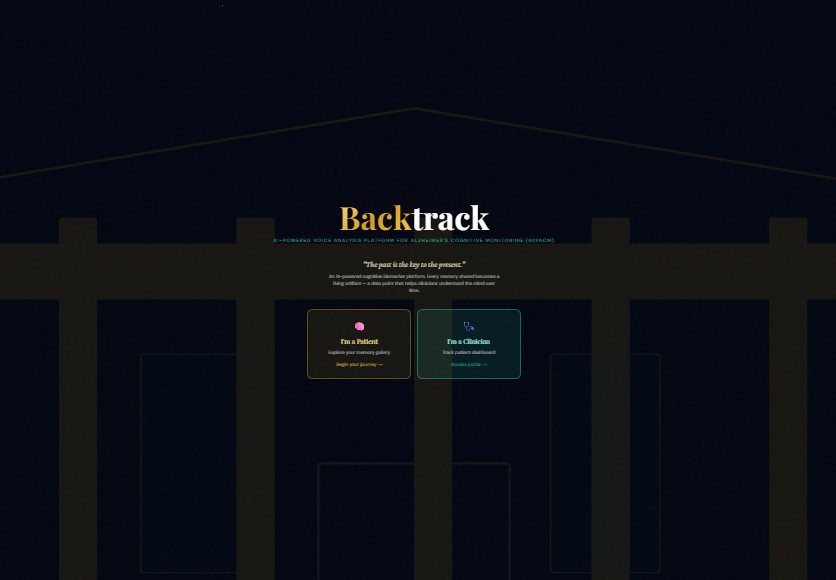 Backtrack
AI-POWERED VOICE ANALYSIS PLATFORM FOR ALZHEIMER'S COGNITIVE MONITORING (AVPACM)
"The past is the key to the present."
An AI-powered cognitive biomarker platform. Every memory shared becomes a
living artifact — a data point that helps clinicians understand the mind over
time.
I'm a Patient
Explore your memory gallery
Begin your journey →
I'm a Clinician
Track patient dashboard
Access portal →